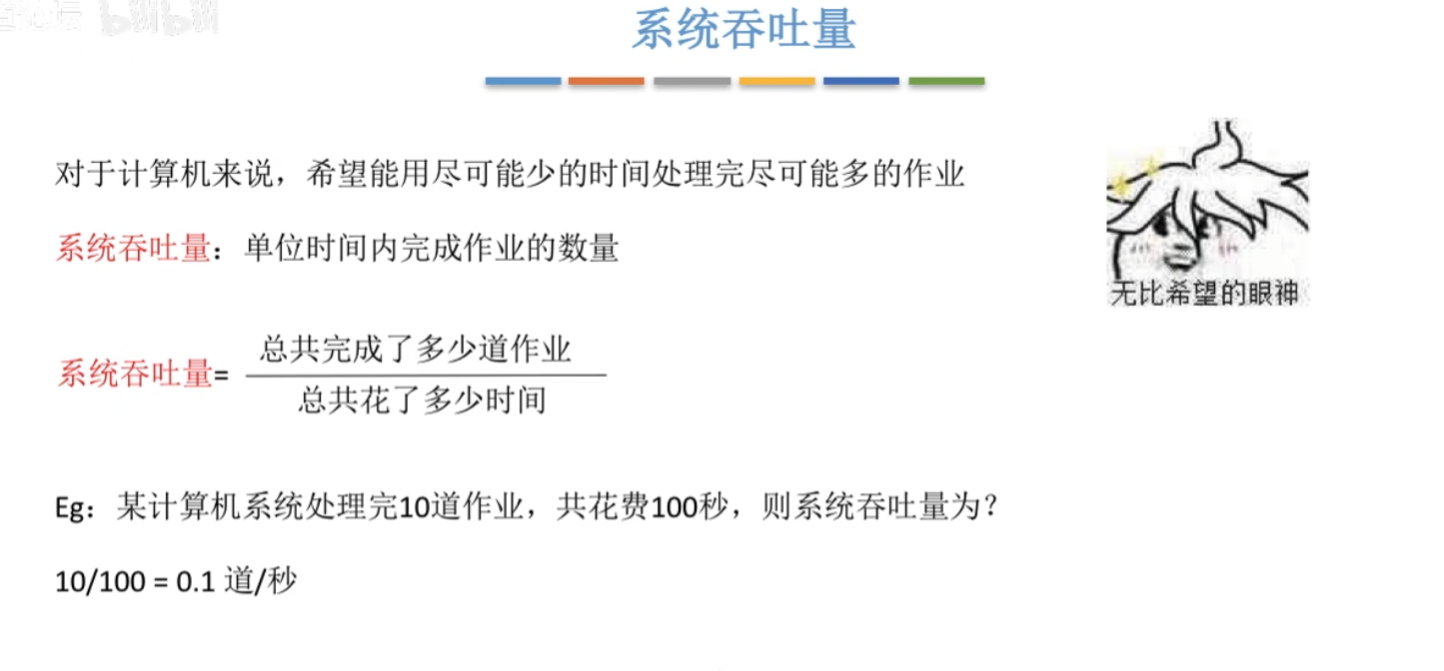 bilibili
系统吞吐量
对于计算机来说，希望能用尽可能少的时间处理完尽可能多的作业
系统吞吐量：单位时间内完成作业的数量
无比希望的眼神
系统吞吐量=
总共完成了多少道作业
总共花了多少时间
Eg：某计算机系统处理完10道作业，共花费100秒，则系统吞吐量为？
10/100 = 0.1 道/秒